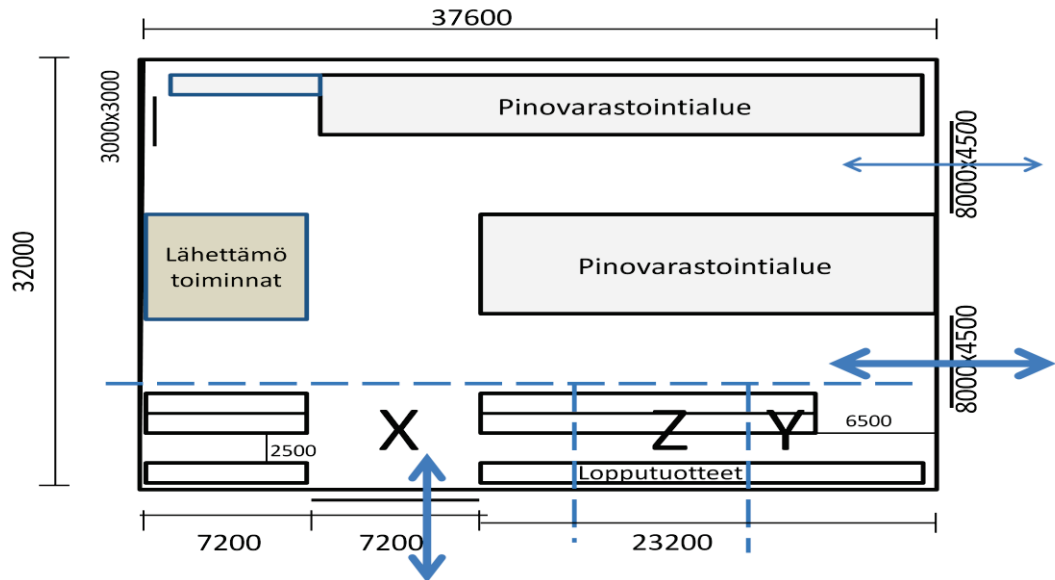 37600
3000x3000
Pinovarastointialue
8000x4500
32000
Lähettämö
toiminnat
Pinovarastointialue
8000x4500
X
Z
Y
6500
2500
Lopputuotteet
7200
7200
23200